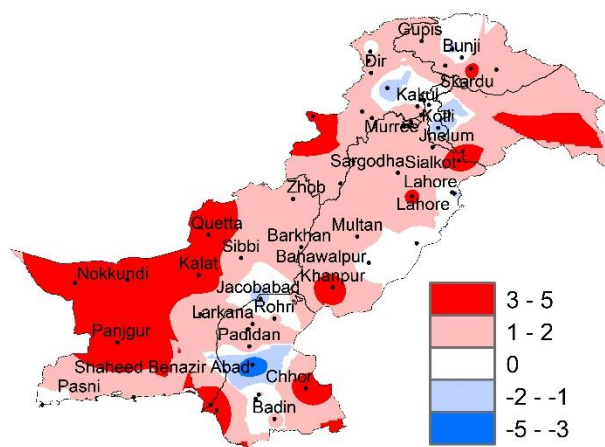 Gupis
Bunji
Dir
Skardu
Kakul
Kotli
Murree
Jhelum
Sargodha
Sialkot
Lahore
Zhob
Lahore
Quetta
Multan
Sibbi
Barkhan
Bahawalpur
Nokkundi
Kalat
Khanpur
Jacobabad
Larkana
Rohri
Panjgur
Padidan
Shaheed Benazir Abad
Chhor
Pasni
Badin
3 - 5
1 - 2
0
-2 - -1
-5 - -3